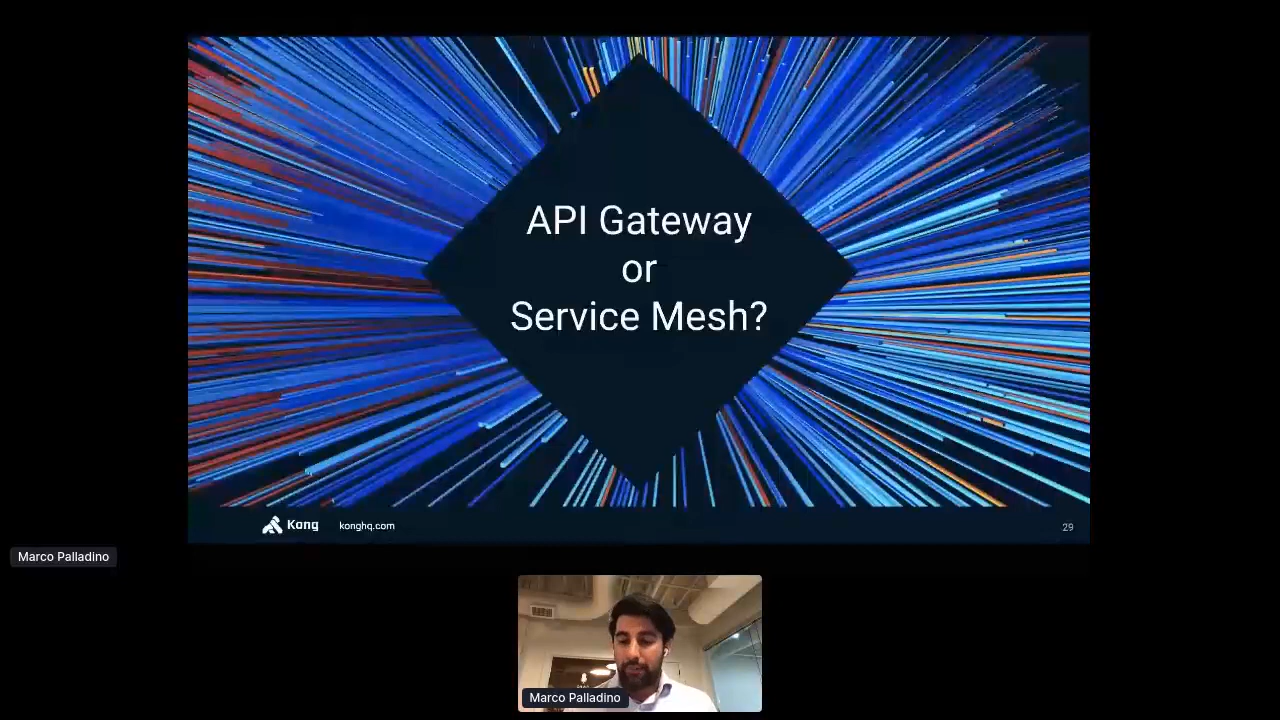 API Gateway
or
Service Mesh?
Kong
konghq.com
29
Marco Palladino
Marco Palladino